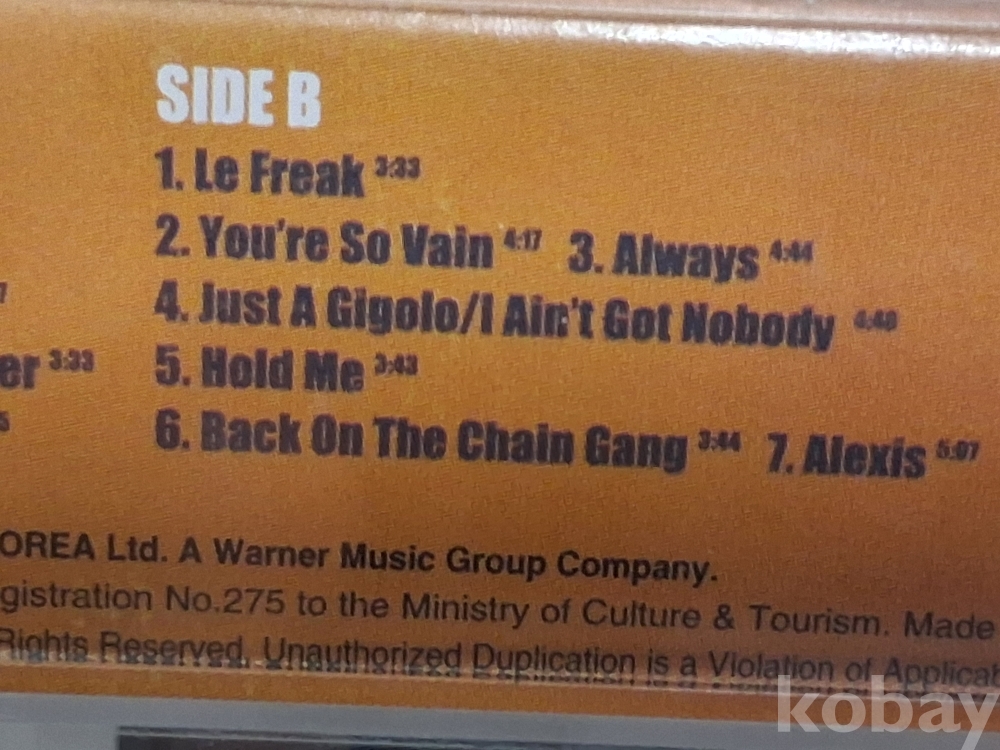 SIDE B
1. Le Freak 3:33
2. You're So Vain 4:17 3. Always 4:44
4. Just A Gigolo/I Ain't Got Nobody
er 3:33 5. Hold Me 3:43
6. Back On The Chain Gang 3:44 7. Alexis 5:07
OREA Ltd. A Warner Music Group Company.
gistration No.275 to the Ministry of Culture & Tourism. Made
Rights Reserved. Unauthorized Duplication is a Violation of Applicat
kobay